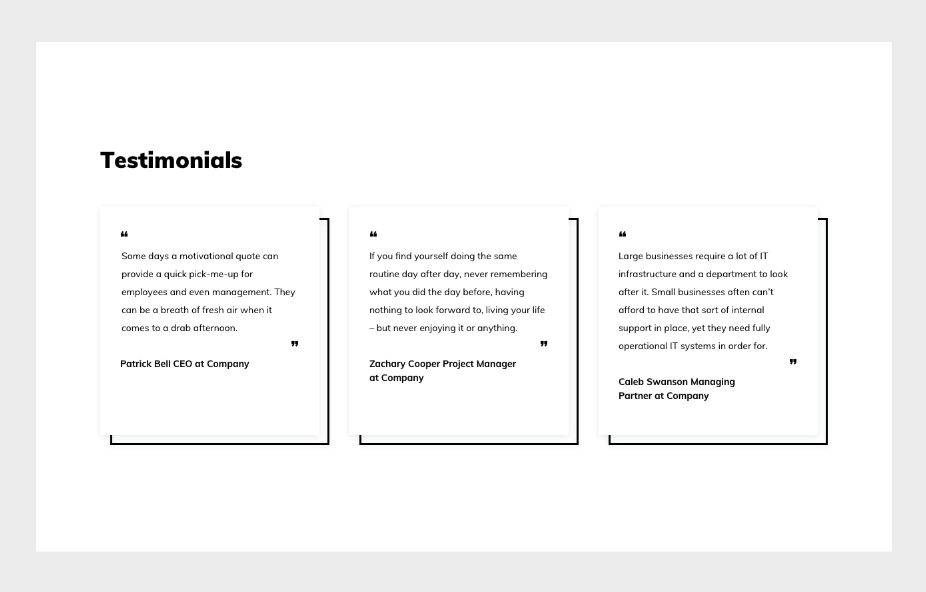 Testimonials
❝
Some days a motivational quote can
provide a quick pick-me-up for
employees and even management. They
can be a breath of fresh air when it
comes to a drab afternoon.
❞
Patrick Bell CEO at Company
❝
If you find yourself doing the same
routine day after day, never remembering
what you did the day before, having
nothing to look forward to, living your life
– but never enjoying it or anything.
❞
Zachary Cooper Project Manager
at Company
❝
Large businesses require a lot of IT
infrastructure and a department to look
after it. Small businesses often can't
afford to have that sort of internal
support in place, yet they need fully
operational IT systems in order for.
❞
Caleb Swanson Managing
Partner at Company